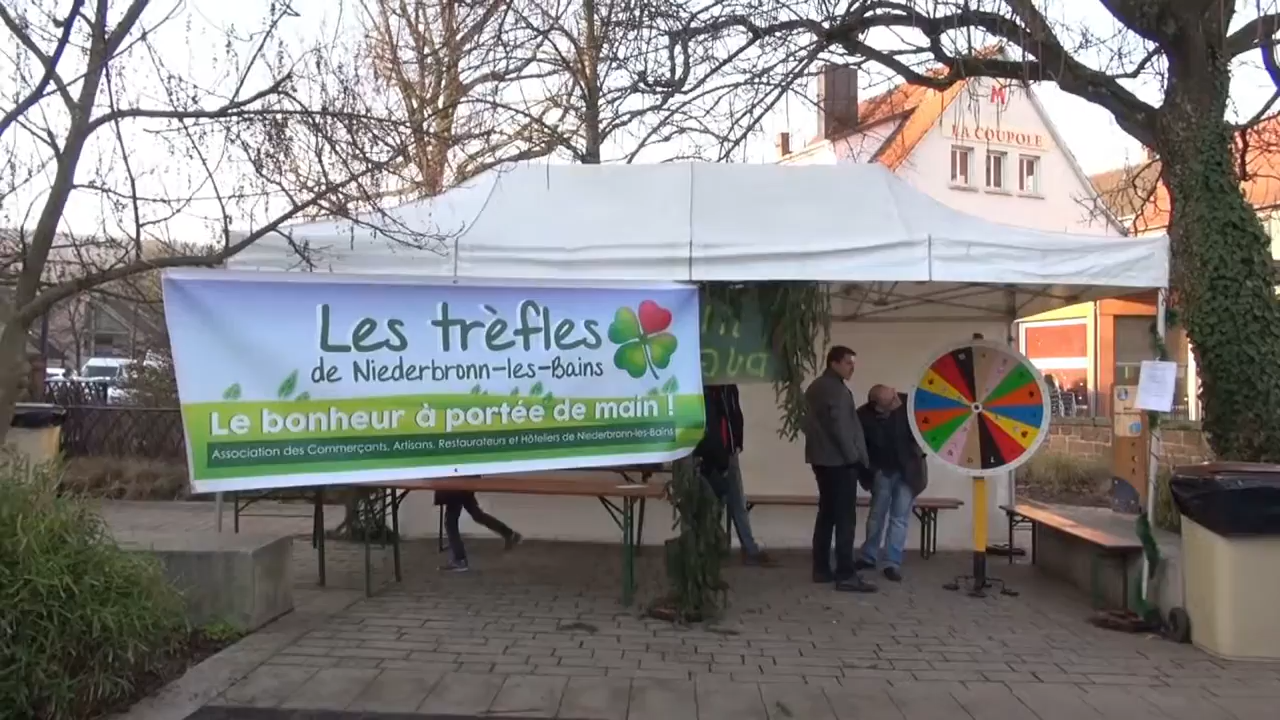 LA COUPOLE
Les trèfles
de Niederbronn-les-Bains
Le bonheur à portée de main !
Association des Commerçants, Artisans, Restaurateurs et Hôteliers de Niederbronn-les-Bains